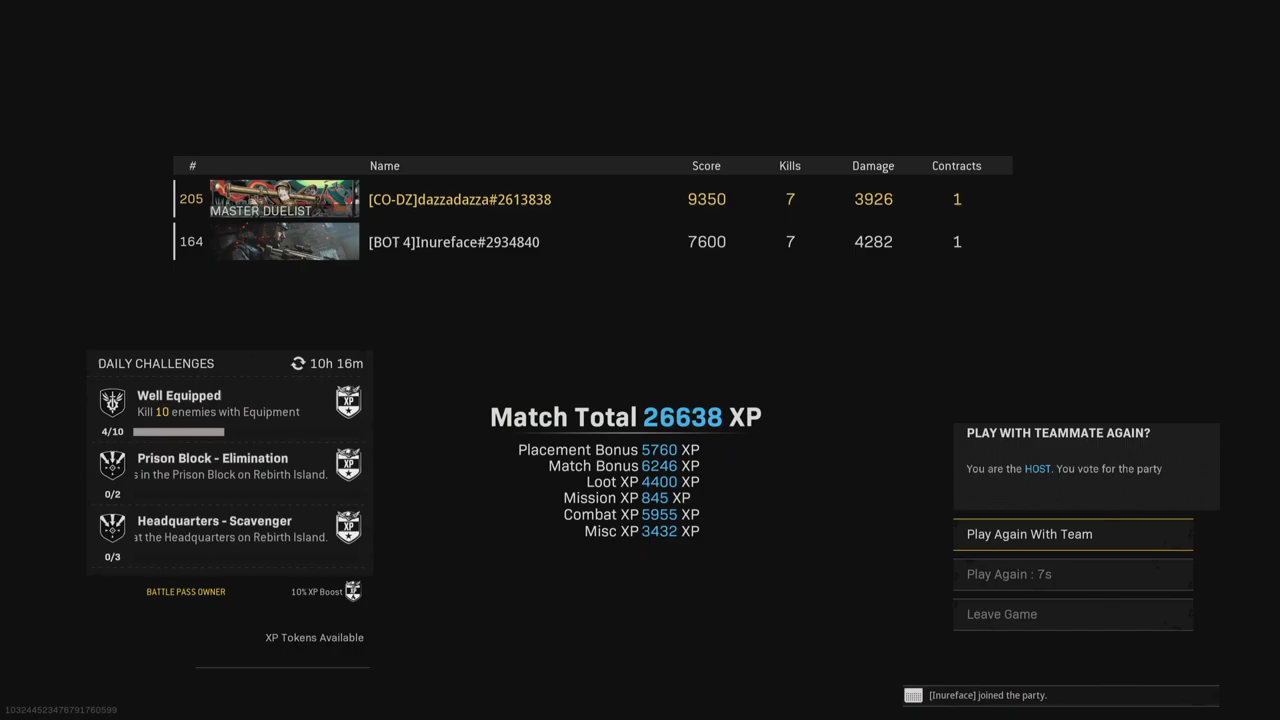 # Name Score Kills Damage Contracts
205 MASTER DUELIST [CO-DZ]dazzadazza#2613838 9350 7 3926 1
164 [BOT 4]Inureface#2934840 7600 7 4282 1
DAILY CHALLENGES 10h 16m
Well Equipped
Kill 10 enemies with Equipment
XP
4/10
Prison Block - Elimination
s in the Prison Block on Rebirth Island.
XP
0/2
Headquarters - Scavenger
at the Headquarters on Rebirth Island.
XP
0/3
BATTLE PASS OWNER 10% XP Boost XP
XP Tokens Available
Match Total 26638 XP
Placement Bonus 5760 XP
Match Bonus 6246 XP
Loot XP 4400 XP
Mission XP 845 XP
Combat XP 5955 XP
Misc XP 3432 XP
PLAY WITH TEAMMATE AGAIN?
You are the HOST. You vote for the party
Play Again With Team
Play Again : 7s
Leave Game
[Inureface] joined the party.
103244523478791760599